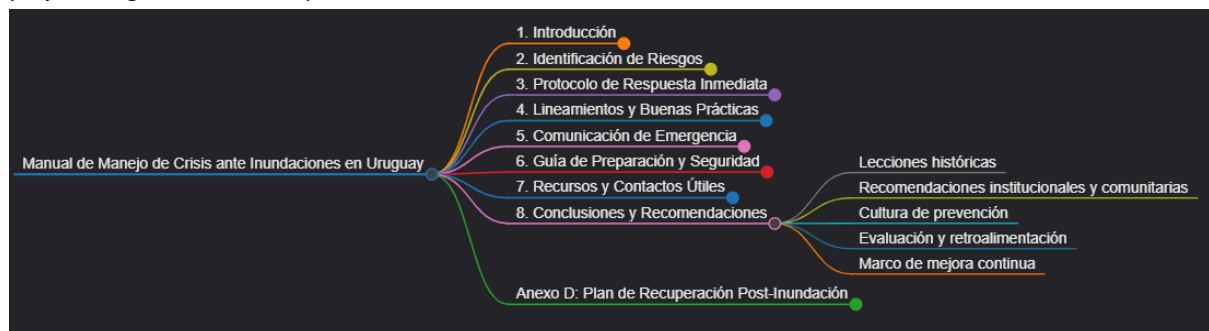 Manual de Manejo de Crisis ante Inundaciones en Uruguay
1. Introducción
2. Identificación de Riesgos
3. Protocolo de Respuesta Inmediata
4. Lineamientos y Buenas Prácticas
5. Comunicación de Emergencia
6. Guía de Preparación y Seguridad
7. Recursos y Contactos Útiles
8. Conclusiones y Recomendaciones
Lecciones históricas
Recomendaciones institucionales y comunitarias
Cultura de prevención
Evaluación y retroalimentación
Marco de mejora continua
Anexo D: Plan de Recuperación Post-Inundación